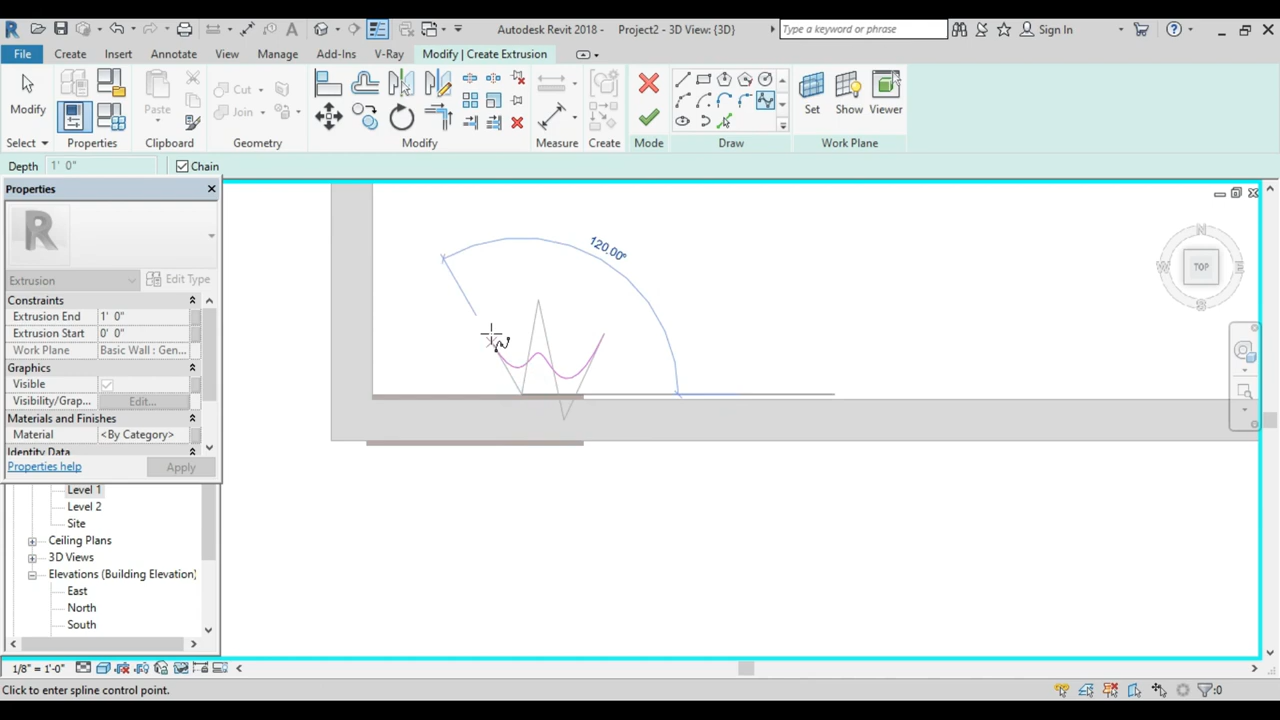 Autodesk Revit 2018 - Project2 - 3D View: {3D}
Type a keyword or phrase
Sign In
File Create Insert Annotate View Manage Add-Ins V-Ray Modify | Create Extrusion
Modify
Paste
Cut
Join
Set Show Viewer
Select Properties Clipboard Geometry Modify Measure Create Mode Draw Work Plane
Depth 1' 0" Chain
Properties
R
Extrusion Edit Type
Constraints
Extrusion End 1' 0"
Extrusion Start 0' 0"
Work Plane Basic Wall : Gen...
Graphics
Visible
Visibility/Grap... Edit...
Materials and Finishes
Material <By Category>
Identity Data
Properties help Apply
Level 1
Level 2
Site
Ceiling Plans
3D Views
Elevations (Building Elevation)
East
North
South
120.00°
N
W TOP E
S
1/8" = 1'-0"
Click to enter spline control point.
:0